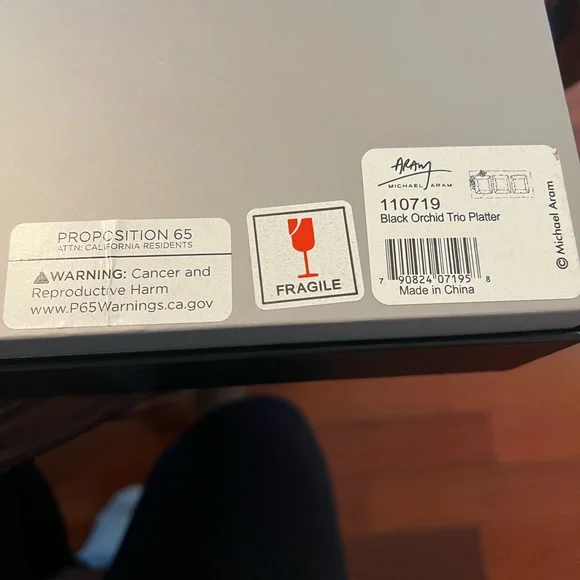 PROPOSITION 65
ATTN: CALIFORNIA RESIDENTS
WARNING: Cancer and
Reproductive Harm
www.P65Warnings.ca.gov
FRAGILE
ARAM
MICHAEL ARAM
110719
Black Orchid Trio Platter
7 90824 07195 8
Made in China
© Michael Aram